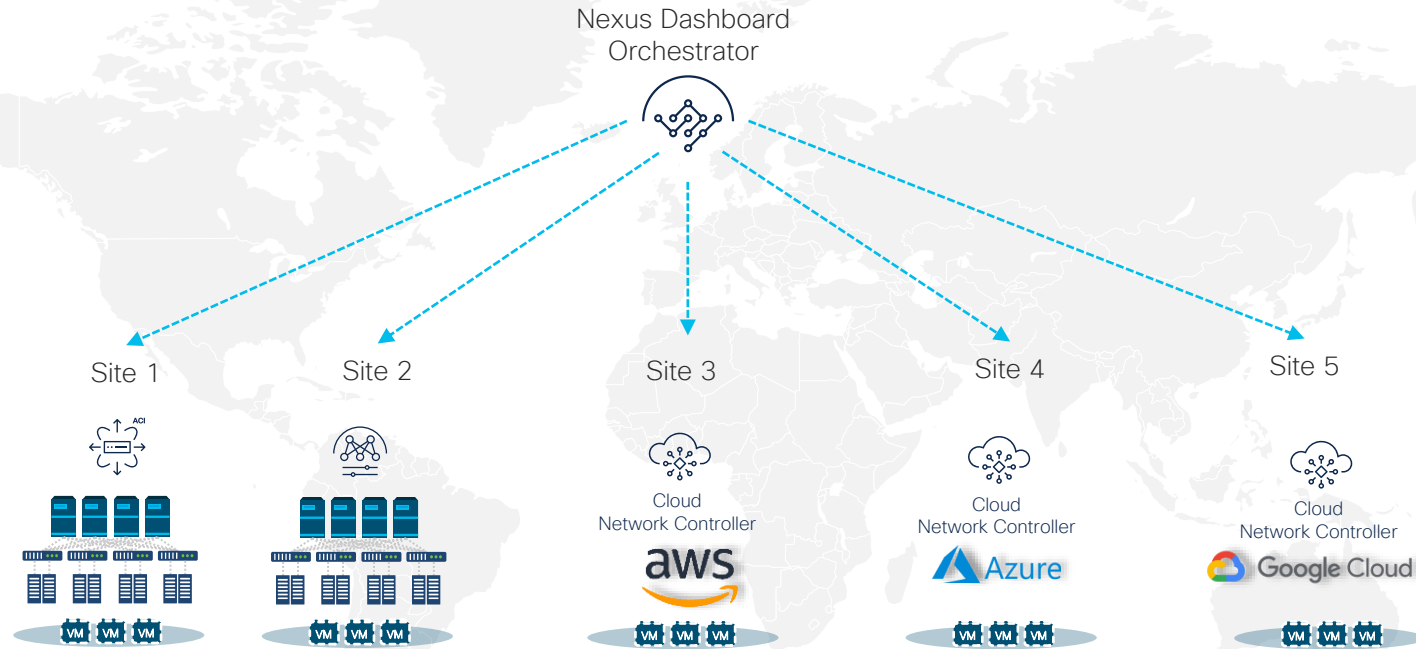 Nexus Dashboard
Orchestrator
Site 1
Site 2
Site 3
Site 4
Site 5
ACI
Cloud
Network Controller
aws
Cloud
Network Controller
Azure
Cloud
Network Controller
Google Cloud
VM VM VM
VM VM VM
VM VM VM
VM VM VM
VM VM VM